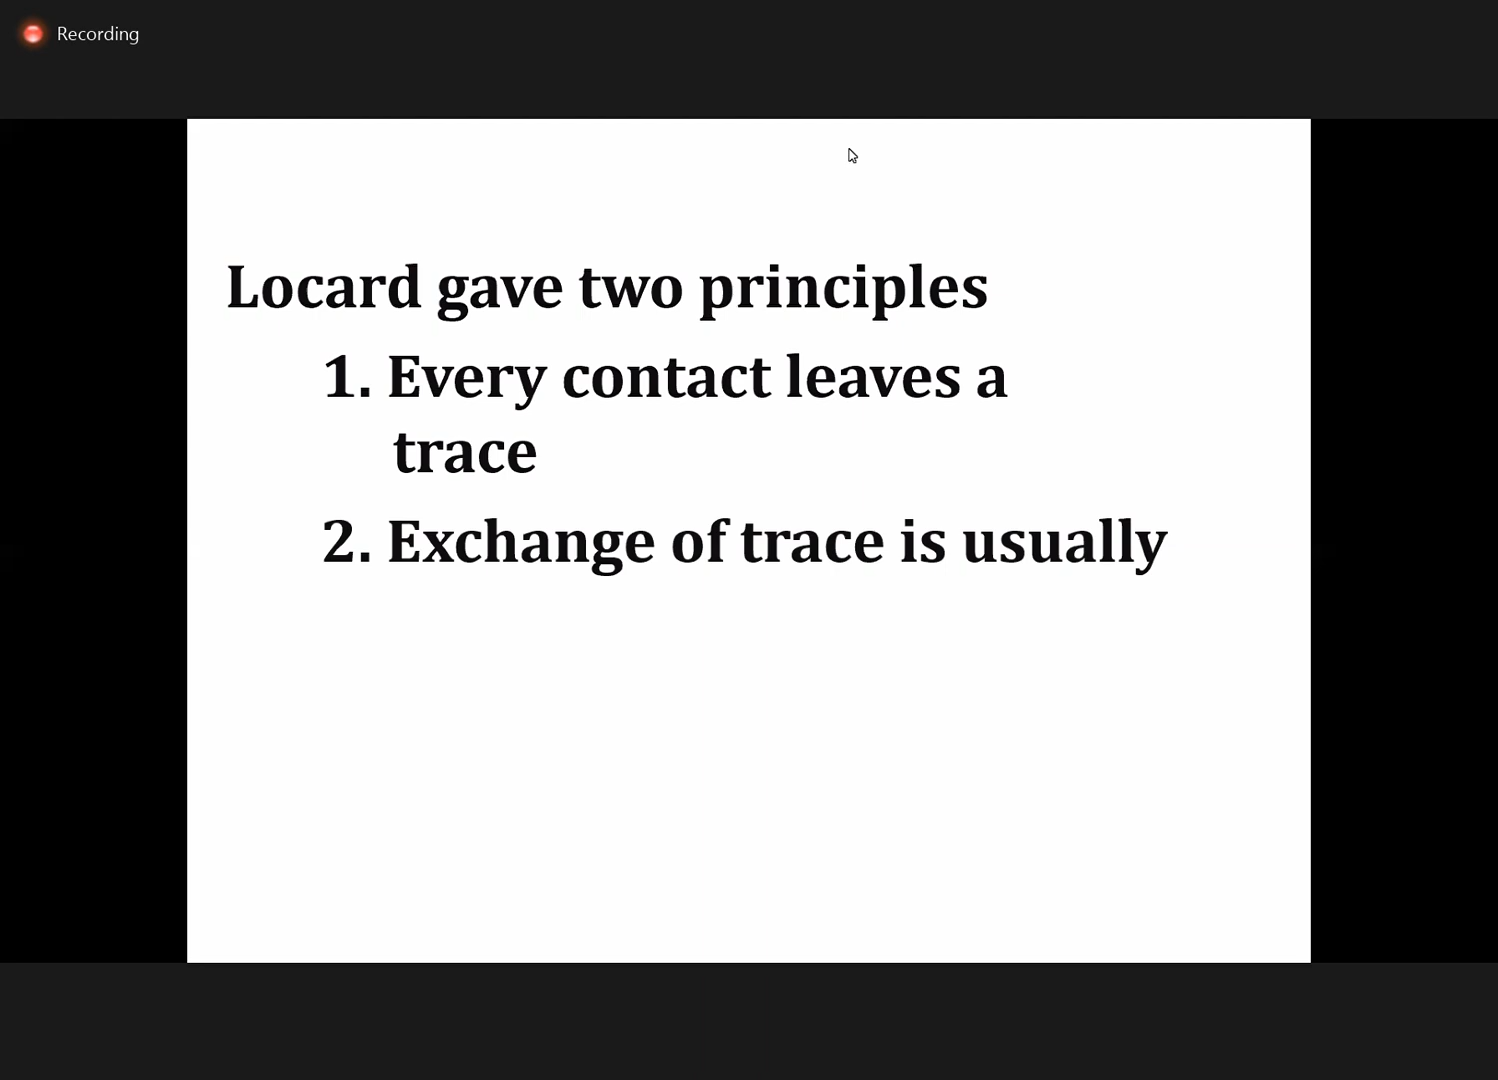 Recording
Locard gave two principles
1. Every contact leaves a
trace
2. Exchange of trace is usually